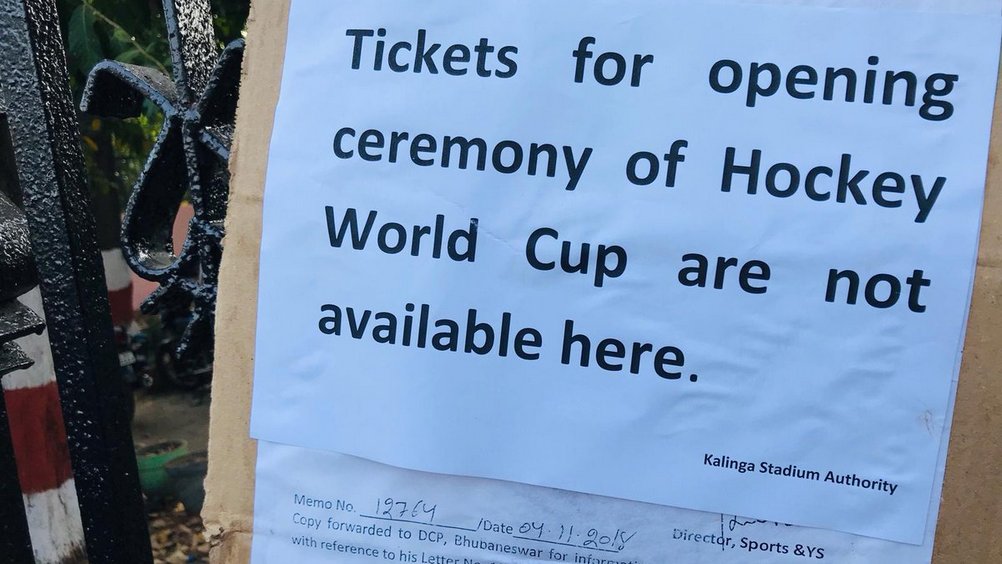 Tickets for opening
ceremony of Hockey
World Cup are not
available here.
Kalinga Stadium Authority
Memo No. 12764 /Date 04.11.2018
Director, Sports &YS
Copy forwarded to DCP, Bhubaneswar for
with reference to his Letter No.